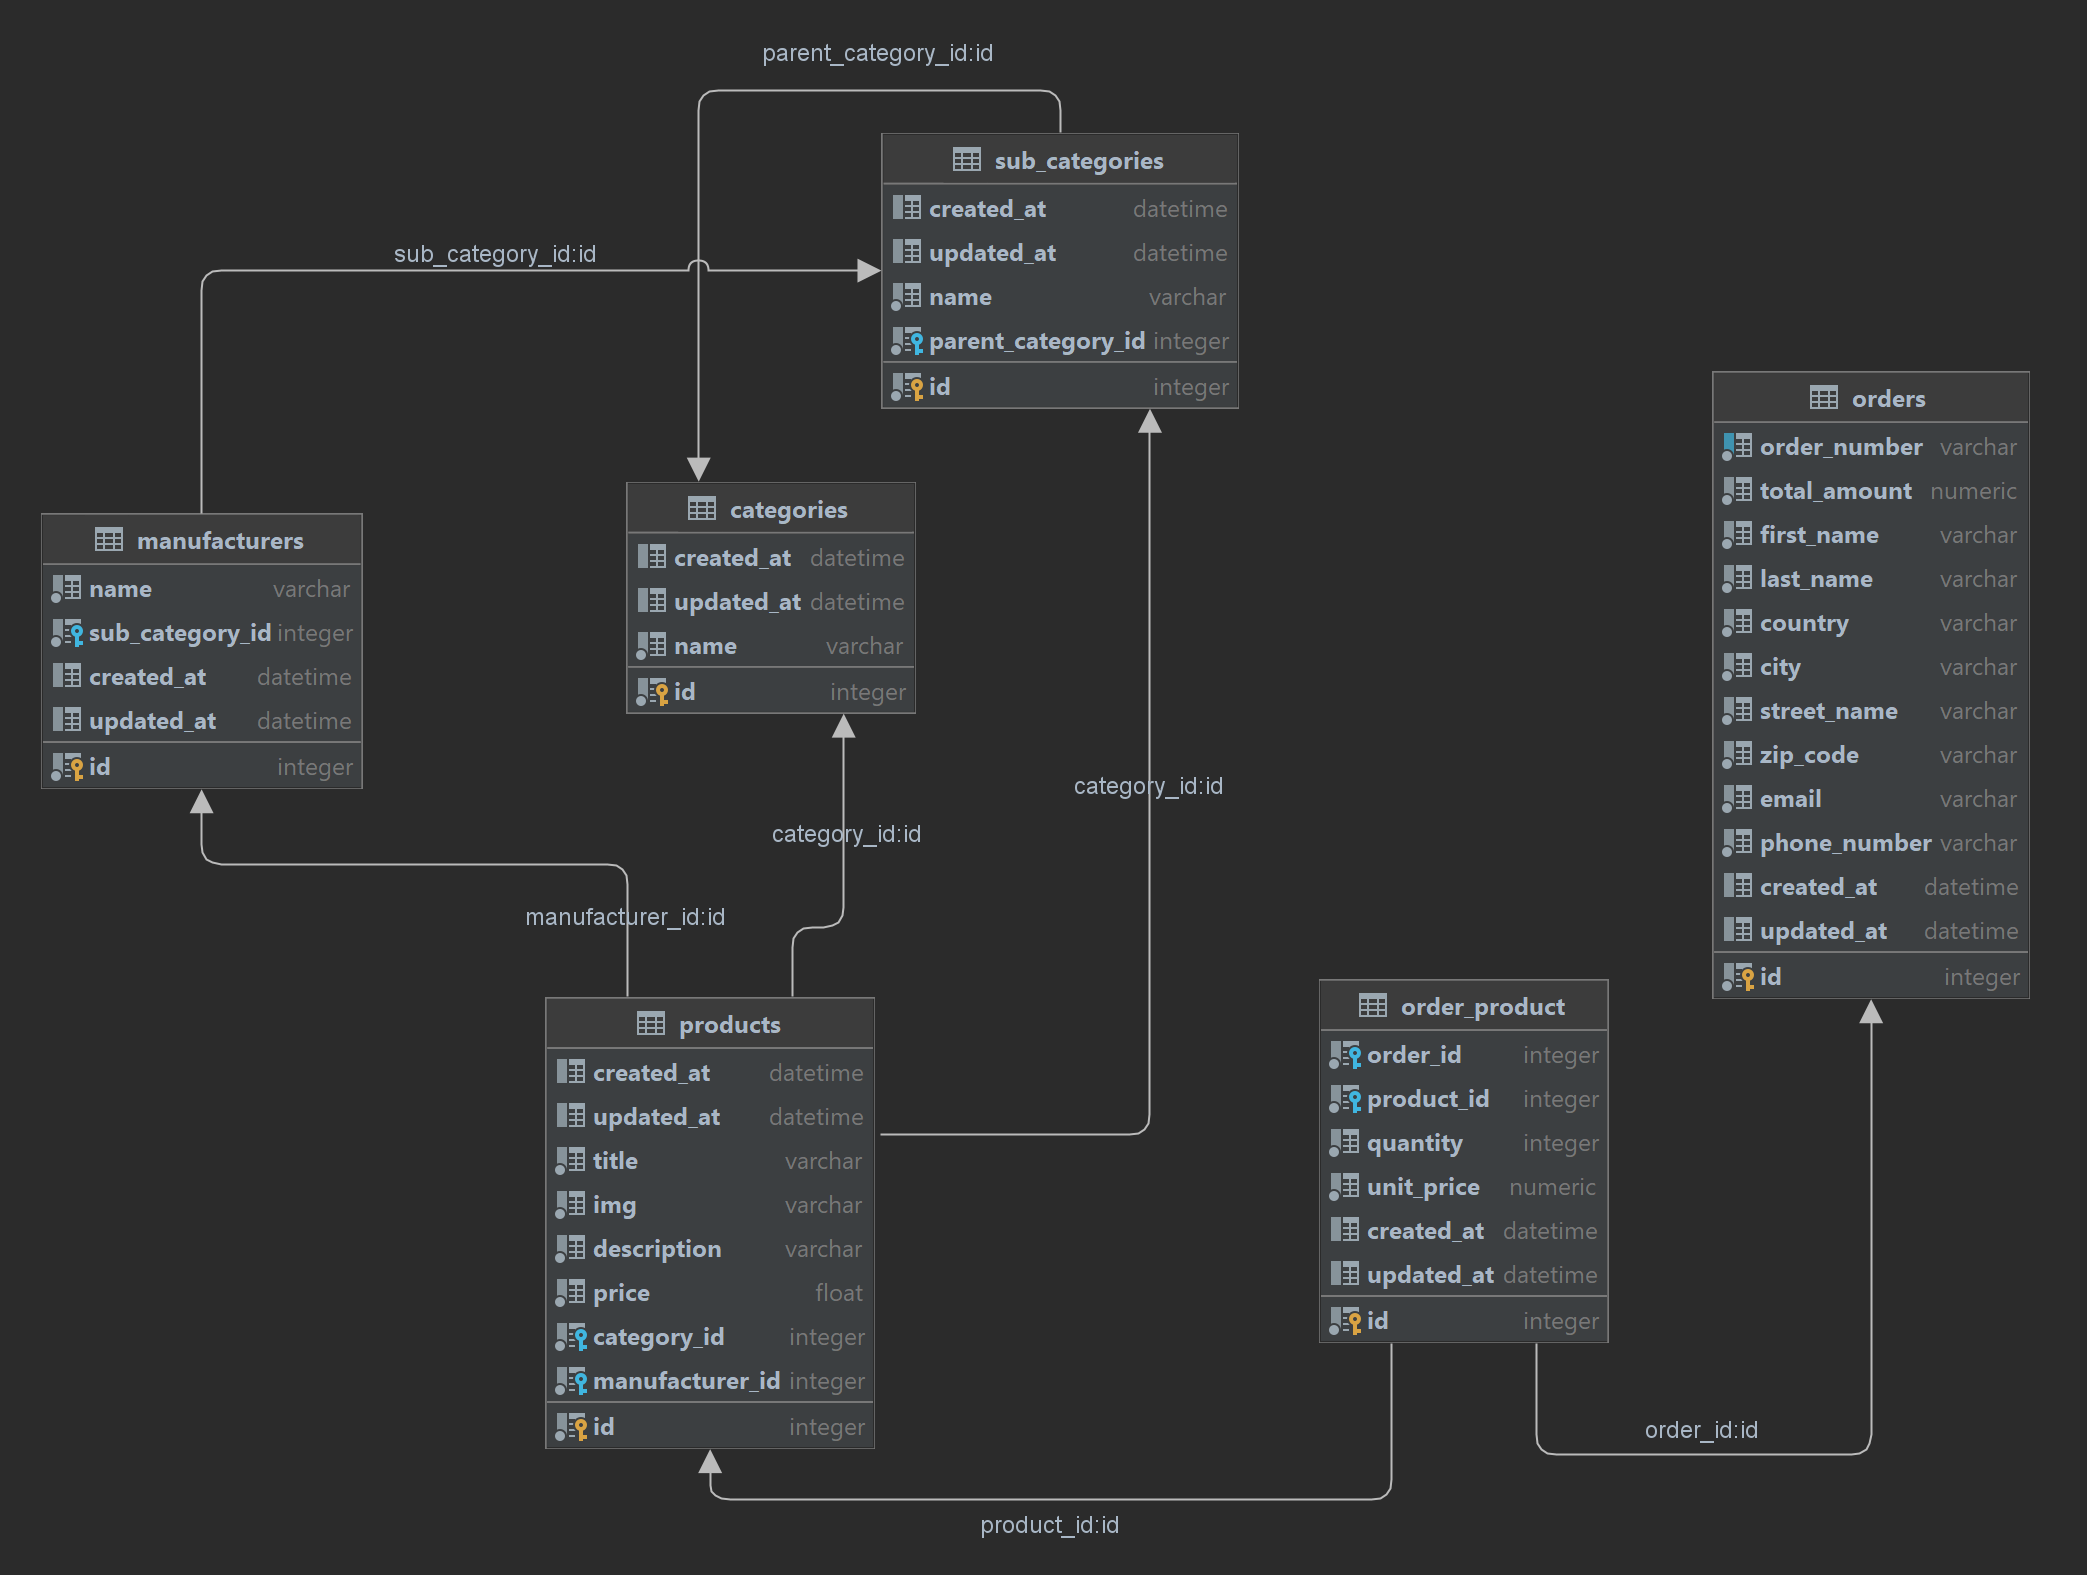 parent_category_id:id
sub_categories
created_at datetime
updated_at datetime
name varchar
parent_category_id integer
id integer
sub_category_id:id
manufacturers
name varchar
sub_category_id integer
created_at datetime
updated_at datetime
id integer
categories
created_at datetime
updated_at datetime
name varchar
id integer
orders
order_number varchar
total_amount numeric
first_name varchar
last_name varchar
country varchar
city varchar
street_name varchar
zip_code varchar
email varchar
phone_number varchar
created_at datetime
updated_at datetime
id integer
category_id:id
category_id:id
manufacturer_id:id
products
created_at datetime
updated_at datetime
title varchar
img varchar
description varchar
price float
category_id integer
manufacturer_id integer
id integer
order_product
order_id integer
product_id integer
quantity integer
unit_price numeric
created_at datetime
updated_at datetime
id integer
order_id:id
product_id:id